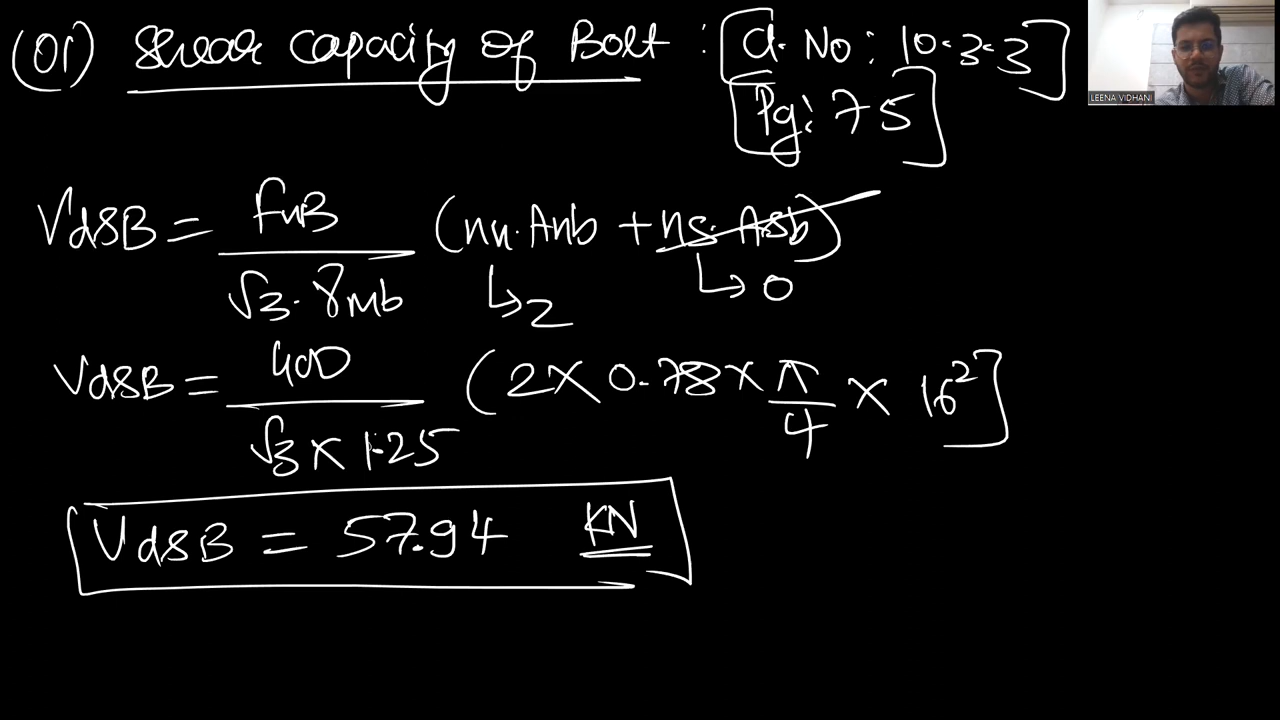 (01) Shear Capacity of Bolt : [Cl. No: 10.3.3]
[Pg: 75]
LEENA VIDHANI
VdsB = FuB / √3 . γmb (nn. Anb + ns. Asb)
↳ 2 ↳ 0
VdsB = 400 / √3 × 1.25 (2 × 0.78 × π/4 × 16²]
VdsB = 57.94 KN